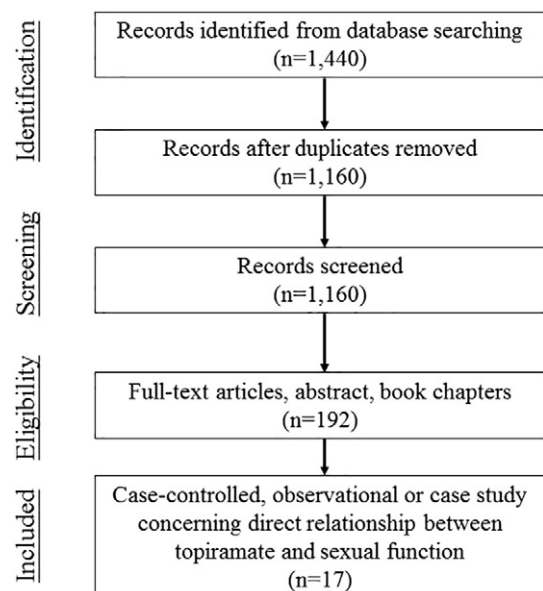 Identification
Records identified from database searching
(n=1,440)
Records after duplicates removed
(n=1,160)
Screening
Records screened
(n=1,160)
Eligibility
Full-text articles, abstract, book chapters
(n=192)
Included
Case-controlled, observational or case study
concerning direct relationship between
topiramate and sexual function
(n=17)